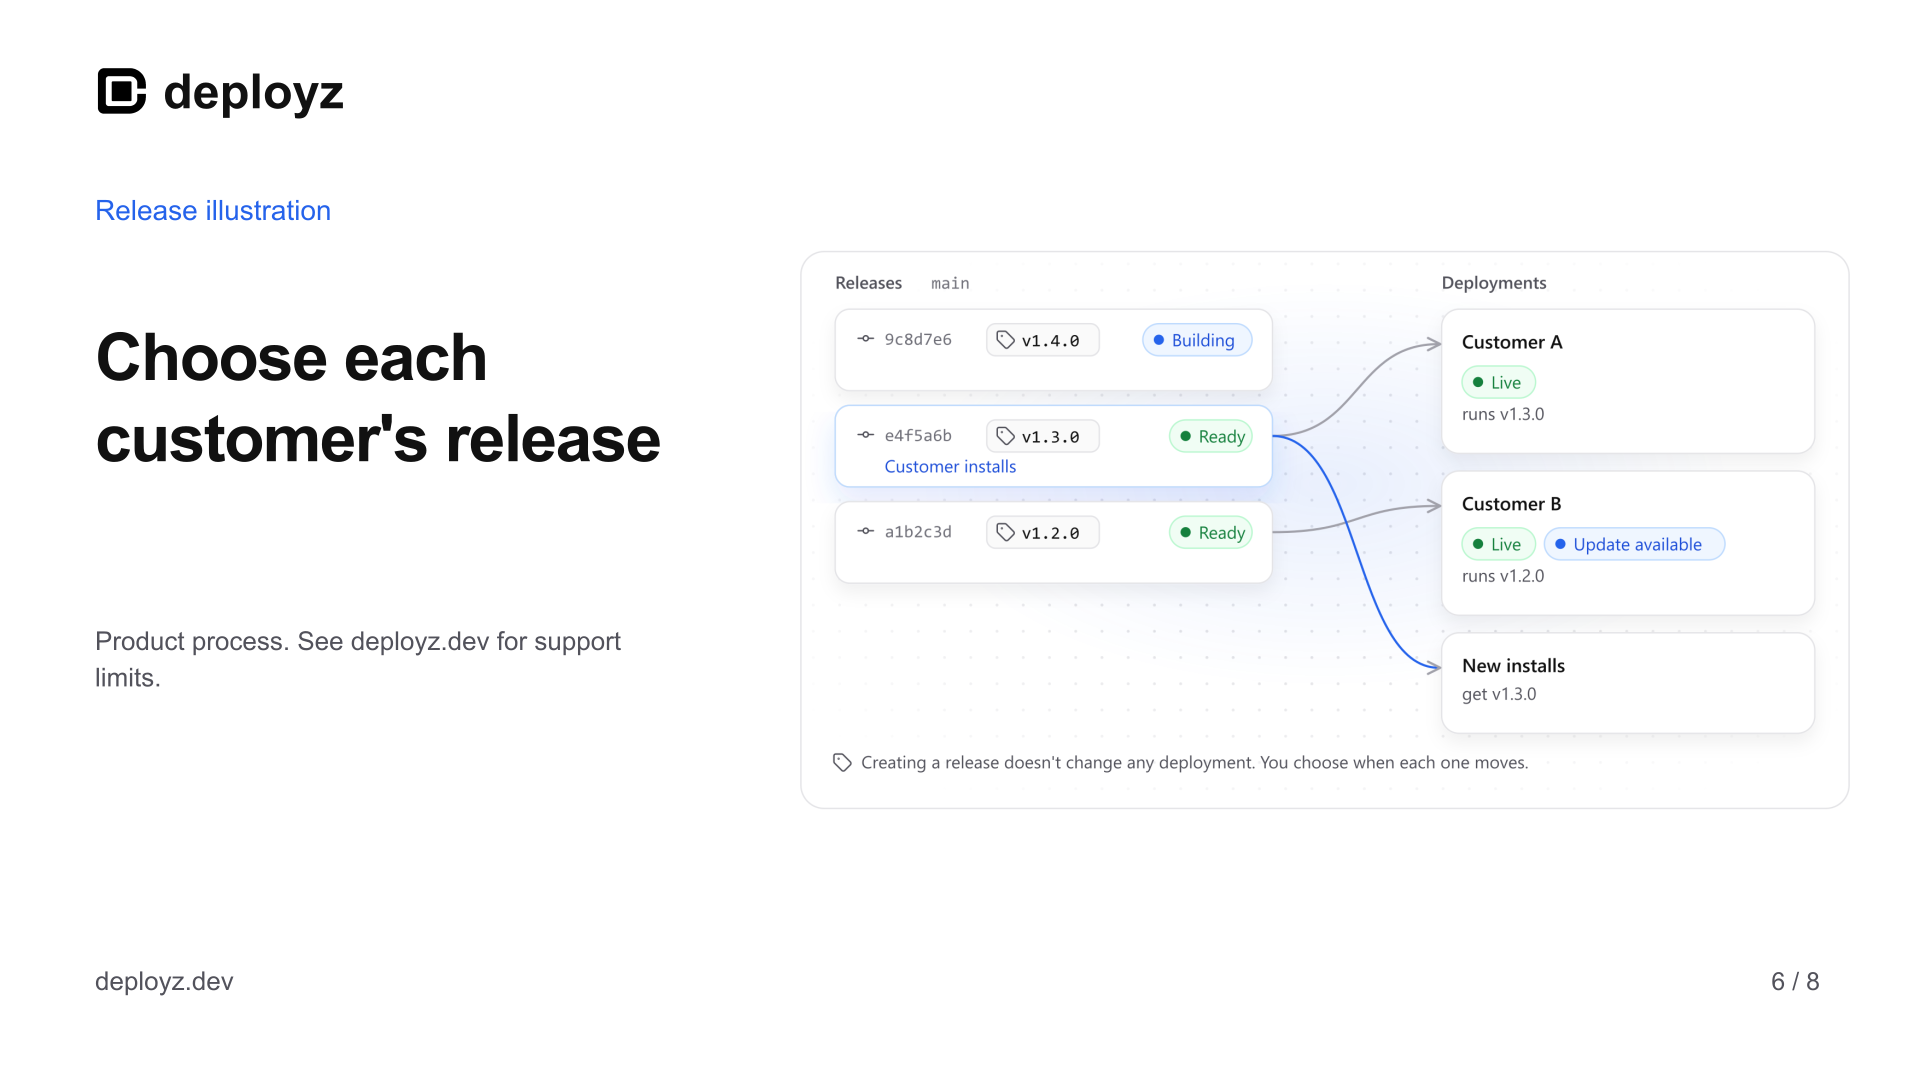 deployz
Release illustration
Choose each
customer's release
Product process. See deployz.dev for support
limits.
Releases main
9c8d7e6 v1.4.0 Building
e4f5a6b v1.3.0 Ready
Customer installs
a1b2c3d v1.2.0 Ready
Deployments
Customer A
Live
runs v1.3.0
Customer B
Live Update available
runs v1.2.0
New installs
get v1.3.0
Creating a release doesn't change any deployment. You choose when each one moves.
deployz.dev
6 / 8